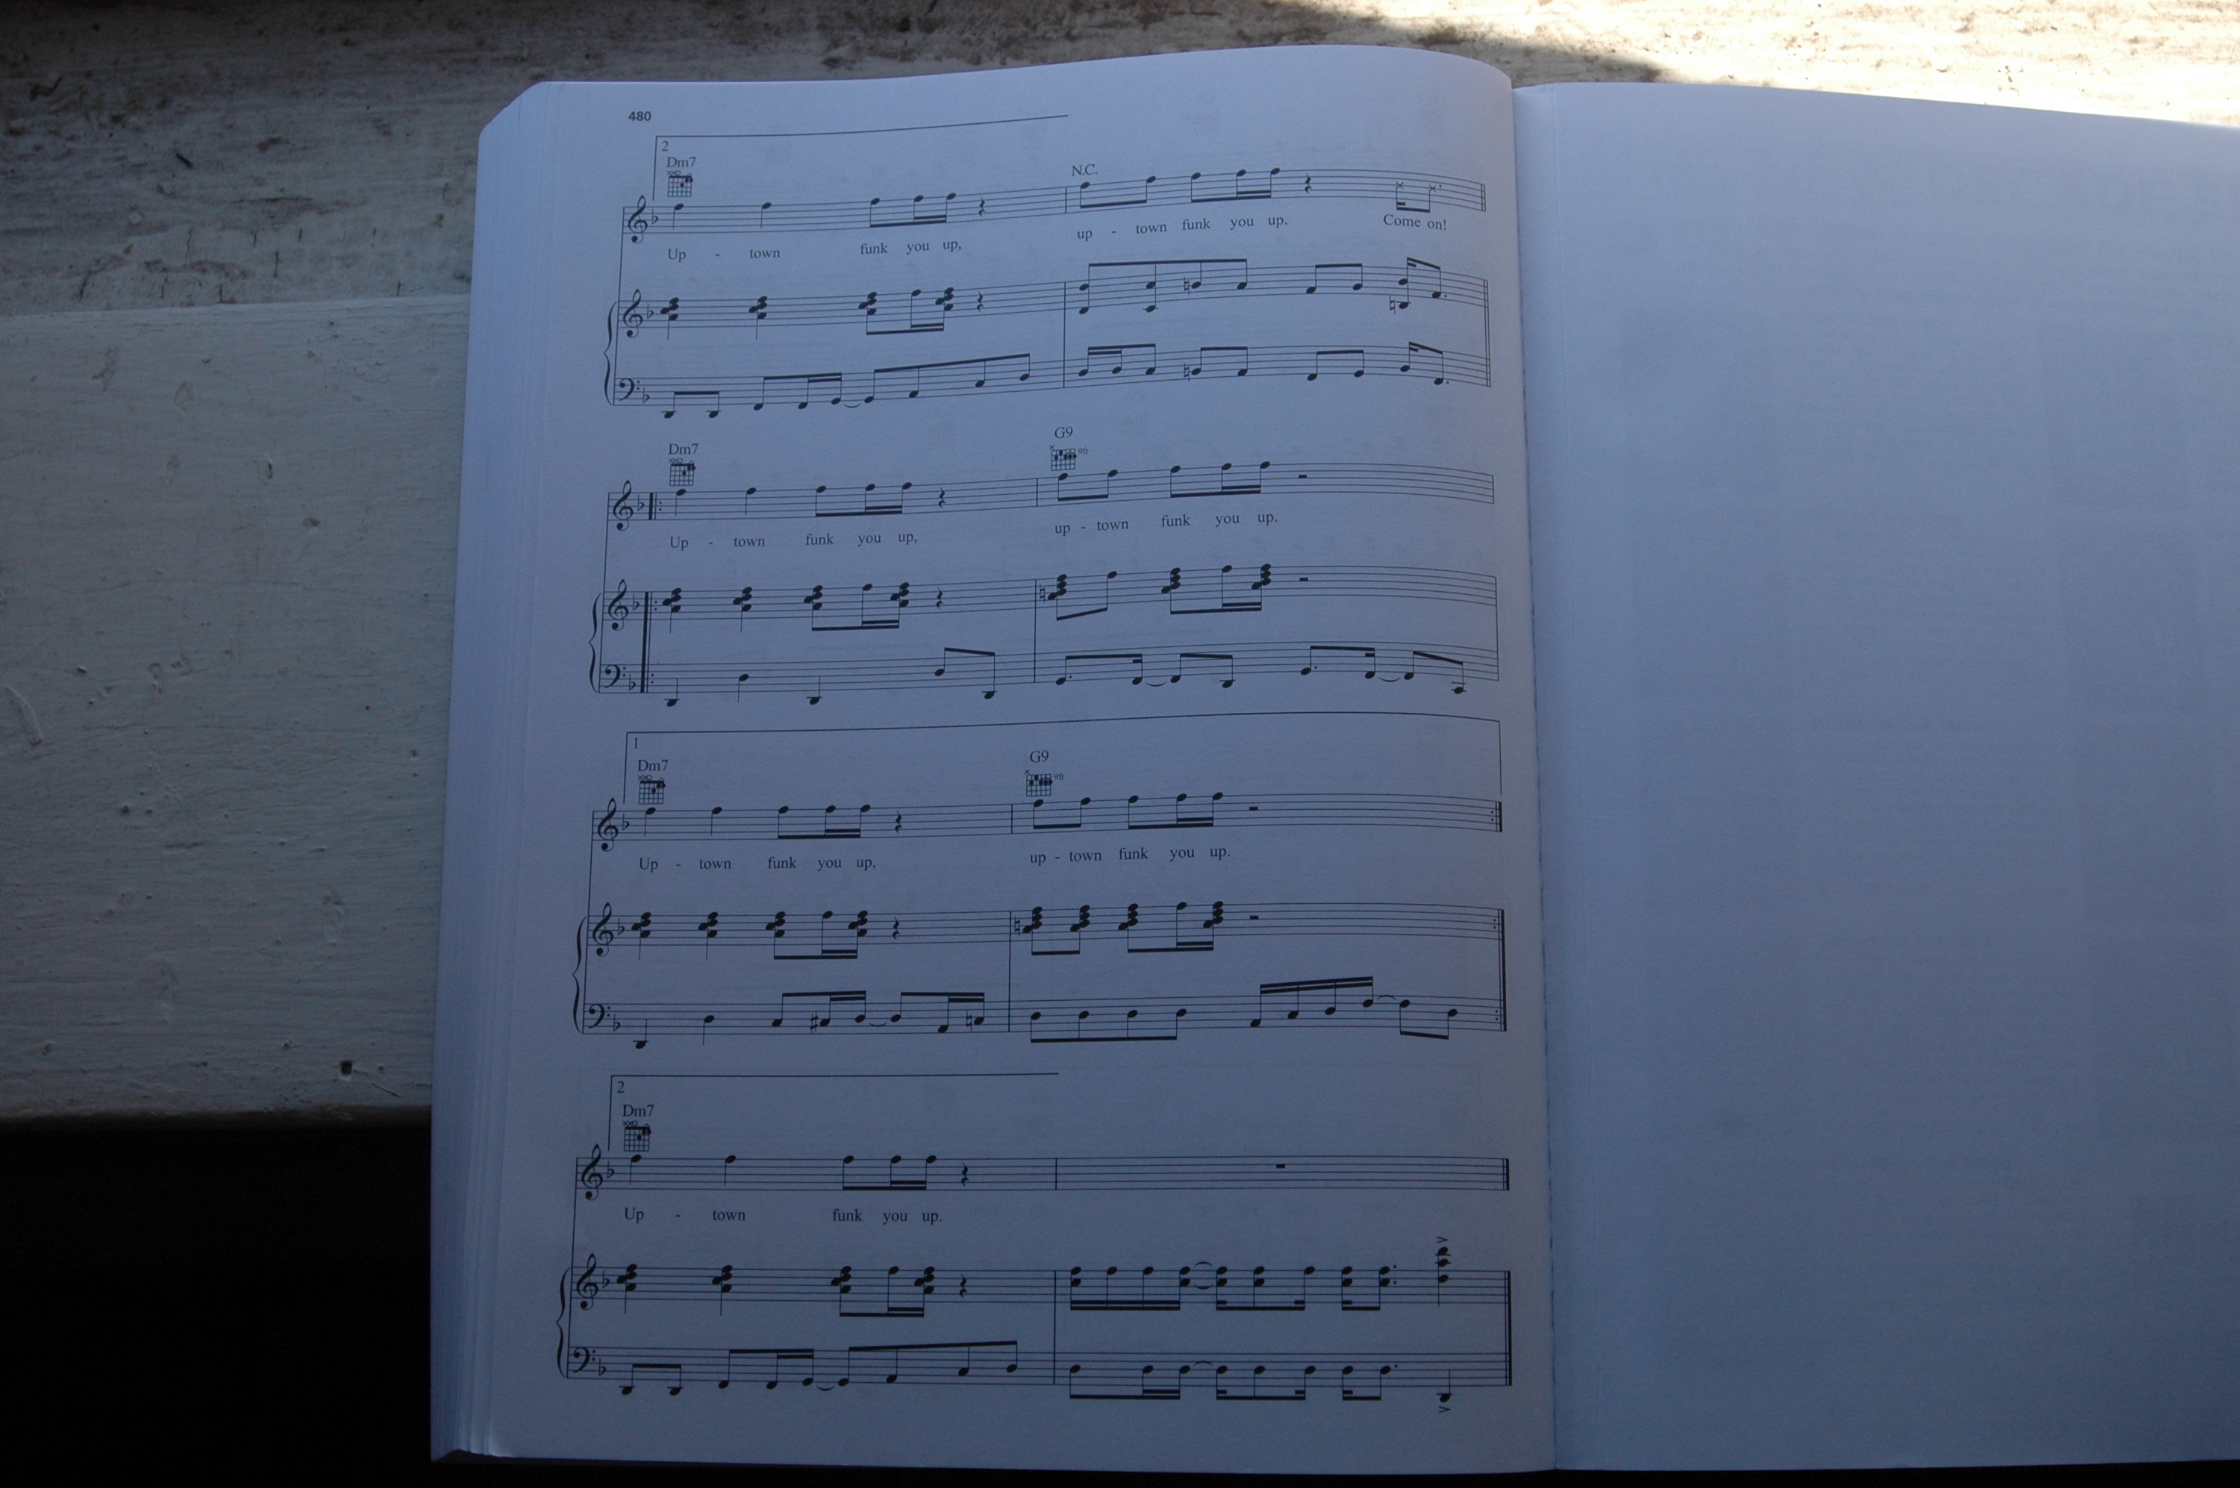 480
2
Dm7
N.C.
Up - town funk you up, up - town funk you up. Come on!
Dm7 G9
9fr
Up - town funk you up, up - town funk you up.
1
Dm7 G9
9fr
Up - town funk you up, up - town funk you up.
2
Dm7
Up - town funk you up.